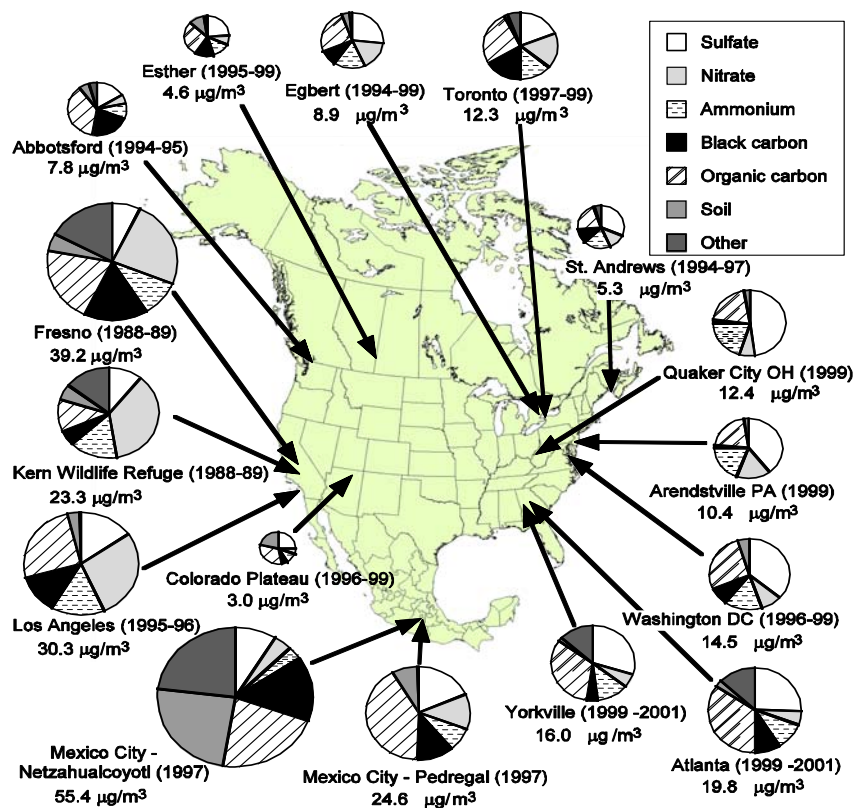 Esther (1995-99)
4.6 µg/m³
Egbert (1994-99)
8.9 µg/m³
Toronto (1997-99)
12.3 µg/m³
Sulfate
Nitrate
Ammonium
Black carbon
Organic carbon
Soil
Other
Abbotsford (1994-95)
7.8 µg/m³
St. Andrews (1994-97)
5.3 µg/m³
Fresno (1988-89)
39.2 µg/m³
Quaker City OH (1999)
12.4 µg/m³
Kern Wildlife Refuge (1988-89)
23.3 µg/m³
Arendstville PA (1999)
10.4 µg/m³
Colorado Plateau (1996-99)
3.0 µg/m³
Los Angeles (1995-96)
30.3 µg/m³
Washington DC (1996-99)
14.5 µg/m³
Yorkville (1999 -2001)
16.0 µg /m³
Mexico City -
Netzahualcoyotl (1997)
55.4 µg/m³
Mexico City - Pedregal (1997)
24.6 µg/m³
Atlanta (1999 -2001)
19.8 µg/m³